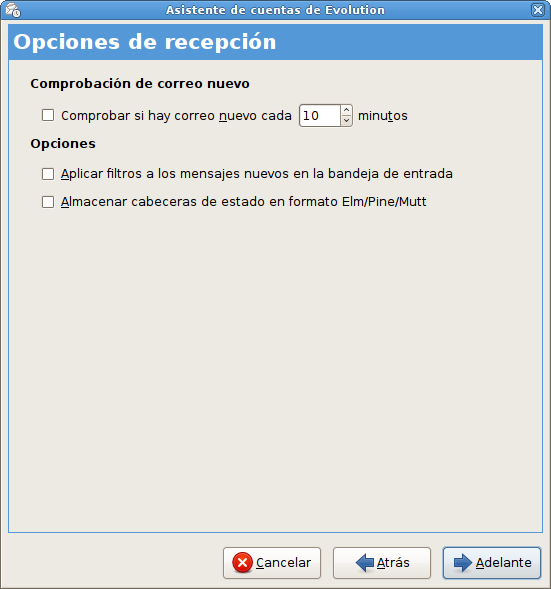 Asistente de cuentas de Evolution
Opciones de recepción
Comprobación de correo nuevo
Comprobar si hay correo nuevo cada 10 minutos
Opciones
Aplicar filtros a los mensajes nuevos en la bandeja de entrada
Almacenar cabeceras de estado en formato Elm/Pine/Mutt
Cancelar Atrás Adelante